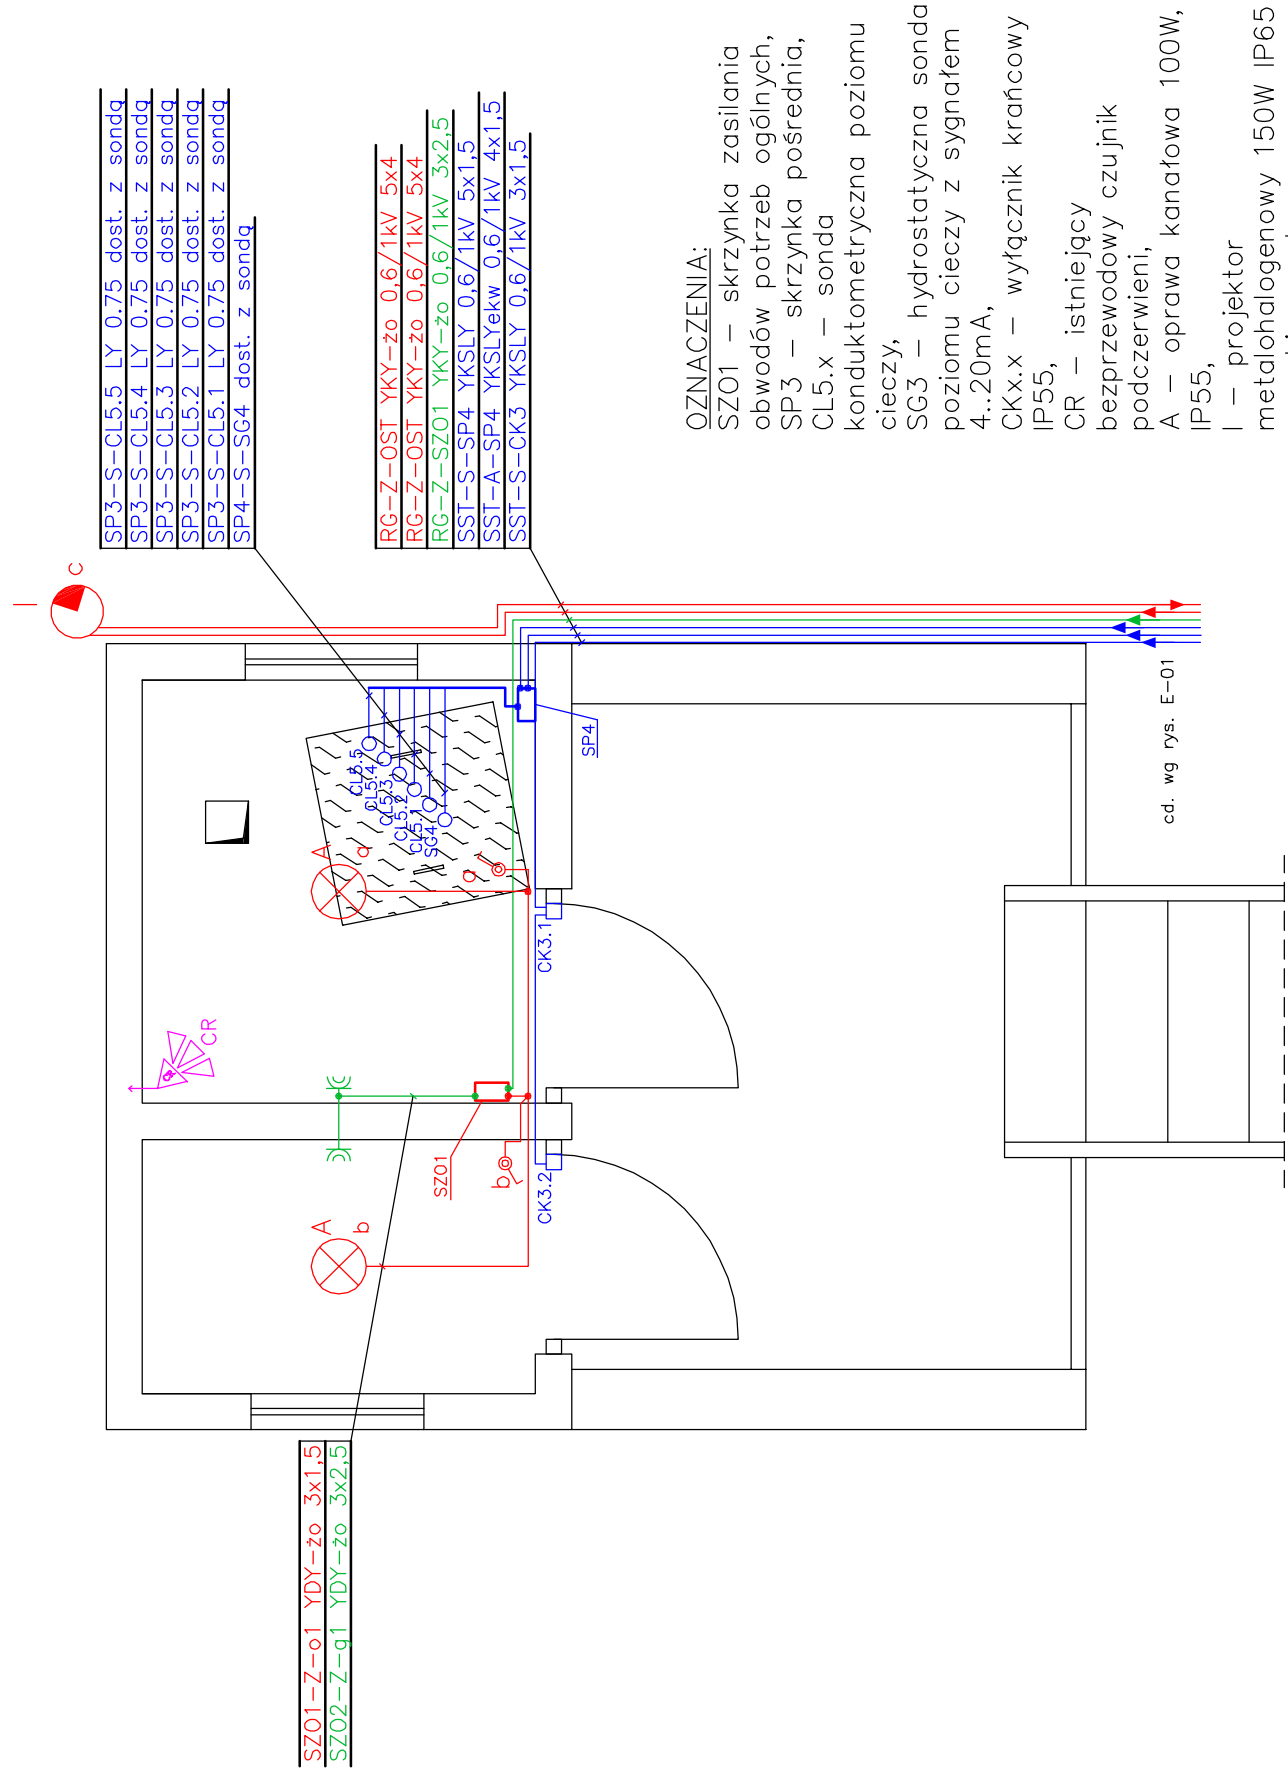 SP3-S-CL5.5 LY 0.75 dost. z sondą
SP3-S-CL5.4 LY 0.75 dost. z sondą
SP3-S-CL5.3 LY 0.75 dost. z sondą
SP3-S-CL5.2 LY 0.75 dost. z sondą
SP3-S-CL5.1 LY 0.75 dost. z sondą
SP4-S-SG4 dost. z sondą
RG-Z-OST YKY-żo 0,6/1kV 5x4
RG-Z-OST YKY-żo 0,6/1kV 5x4
RG-Z-SZO1 YKY-żo 0,6/1kV 3x2,5
SST-S-SP4 YKSLY 0,6/1kV 5x1,5
SST-A-SP4 YKSLYekw 0,6/1kV 4x1,5
SST-S-CK3 YKSLY 0,6/1kV 3x1,5
I
c
CL5.5
CL5.4
CL5.3
CL5.2
CL5.1
SG4
SP4
A
a
a
CR
CR
CK3.1
SZO1
b
CK3.2
A
b
SZO1-Z-o1 YDY-żo 3x1,5
SZO2-Z-g1 YDY-żo 3x2,5
cd. wg rys. E-01
OZNACZENIA:
SZO1 - skrzynka zasilania
obwodów potrzeb ogólnych,
SP3 - skrzynka pośrednia,
CL5.x - sonda
konduktometryczna poziomu
cieczy,
SG3 - hydrostatyczna sonda
poziomu cieczy z sygnałem
4..20mA,
CKx.x - wyłącznik krańcowy
IP55,
CR - istniejący
bezprzewodowy czujnik
podczerwieni,
A - oprawa kanałowa 100W,
IP55,
I - projektor
metalohalogenowy 150W IP65